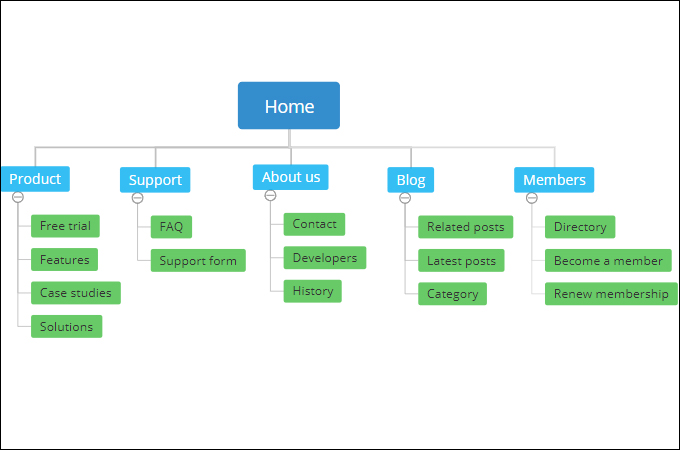 Home
Product
Free trial
Features
Case studies
Solutions
Support
FAQ
Support form
About us
Contact
Developers
History
Blog
Related posts
Latest posts
Category
Members
Directory
Become a member
Renew membership